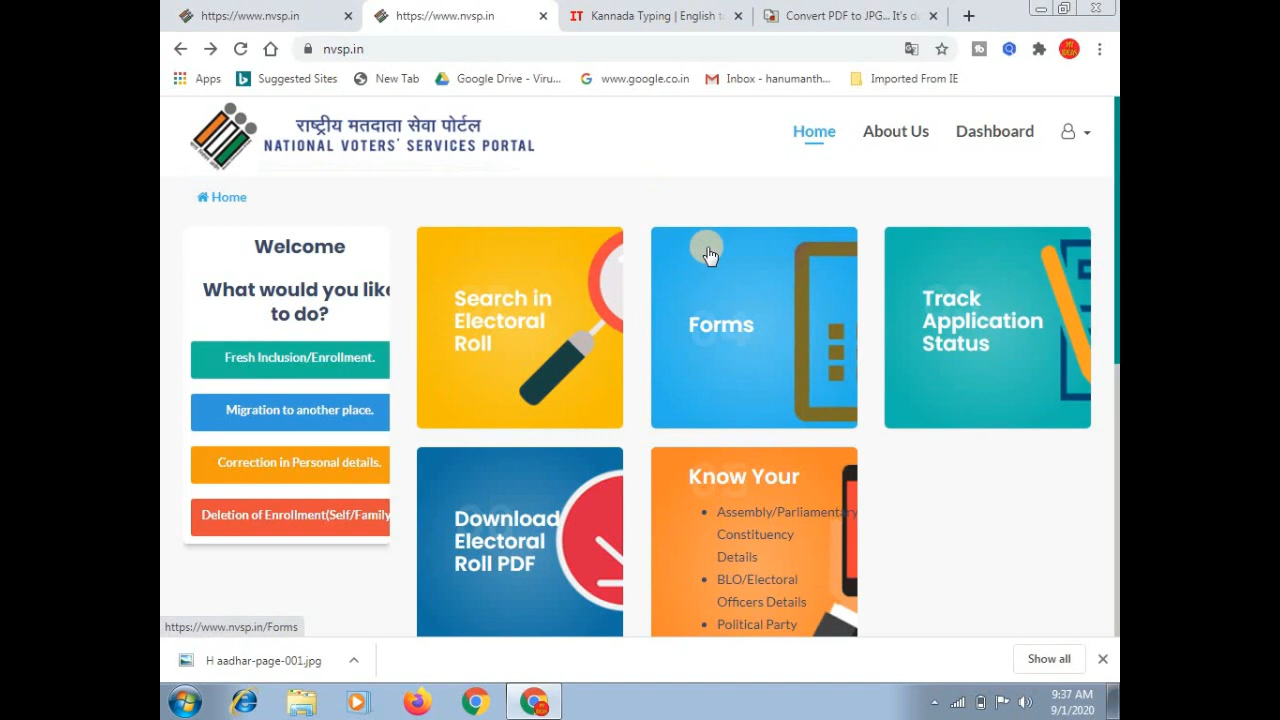 https://www.nvsp.in
https://www.nvsp.in
IT Kannada Typing | English to
Convert PDF to JPG... It's
nvsp.in
Apps
Suggested Sites
New Tab
Google Drive - Viru...
www.google.co.in
Inbox - hanumanth...
Imported From IE
राष्ट्रीय मतदाता सेवा पोर्टल
NATIONAL VOTERS' SERVICES PORTAL
Home
About Us
Dashboard
Home
Welcome
What would you like
to do?
Fresh Inclusion/Enrollment.
Migration to another place.
Correction in Personal details.
Deletion of Enrollment(Self/Family
Search in
Electoral
Roll
Forms
Track
Application
Status
Download
Electoral
Roll PDF
Know Your
Assembly/Parliamentary
Constituency
Details
BLO/Electoral
Officers Details
Political Party
https://www.nvsp.in/Forms
H aadhar-page-001.jpg
Show all
9:37 AM
9/1/2020